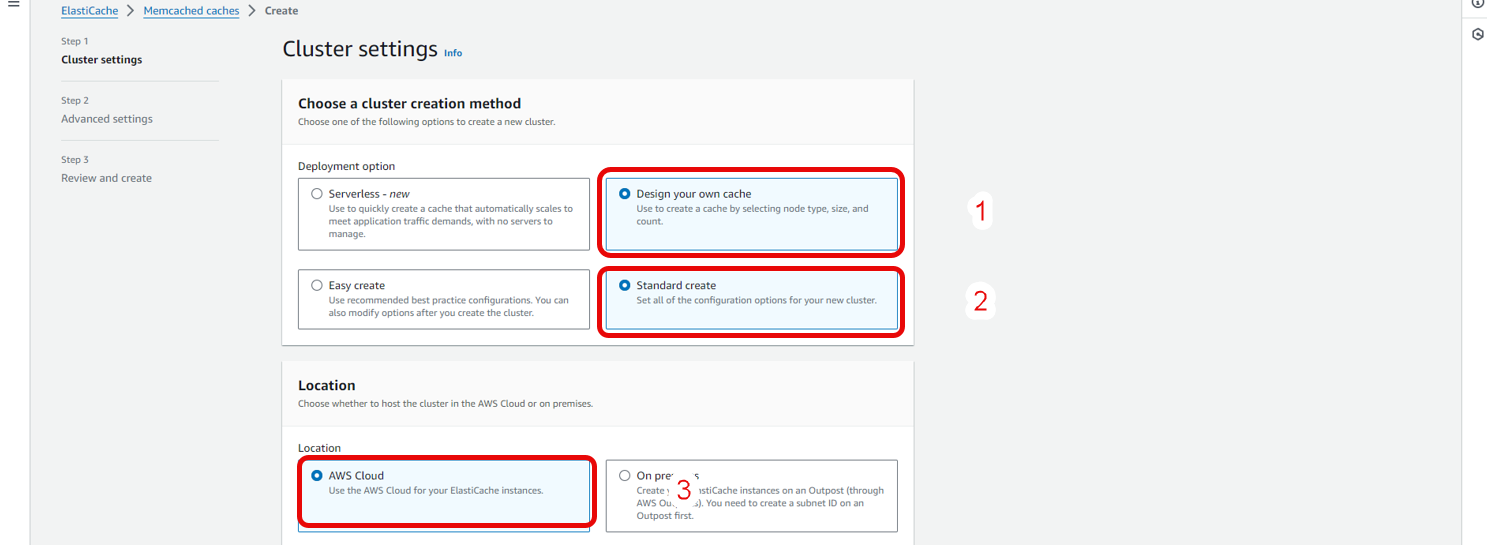 ElastiCache > Memcached caches > Create
Step 1
Cluster settings
Step 2
Advanced settings
Step 3
Review and create
Cluster settings Info
Choose a cluster creation method
Choose one of the following options to create a new cluster.
Deployment option
Serverless - new
Use to quickly create a cache that automatically scales to
meet application traffic demands, with no servers to
manage.
Design your own cache
Use to create a cache by selecting node type, size, and
count.
1
Easy create
Use recommended best practice configurations. You can
also modify options after you create the cluster.
Standard create
Set all of the configuration options for your new cluster.
2
Location
Choose whether to host the cluster in the AWS Cloud or on premises.
Location
AWS Cloud
Use the AWS Cloud for your ElastiCache instances.
On
Create instances on an Outpost (through
AWS You need to create a subnet ID on an
Outpost first.
3